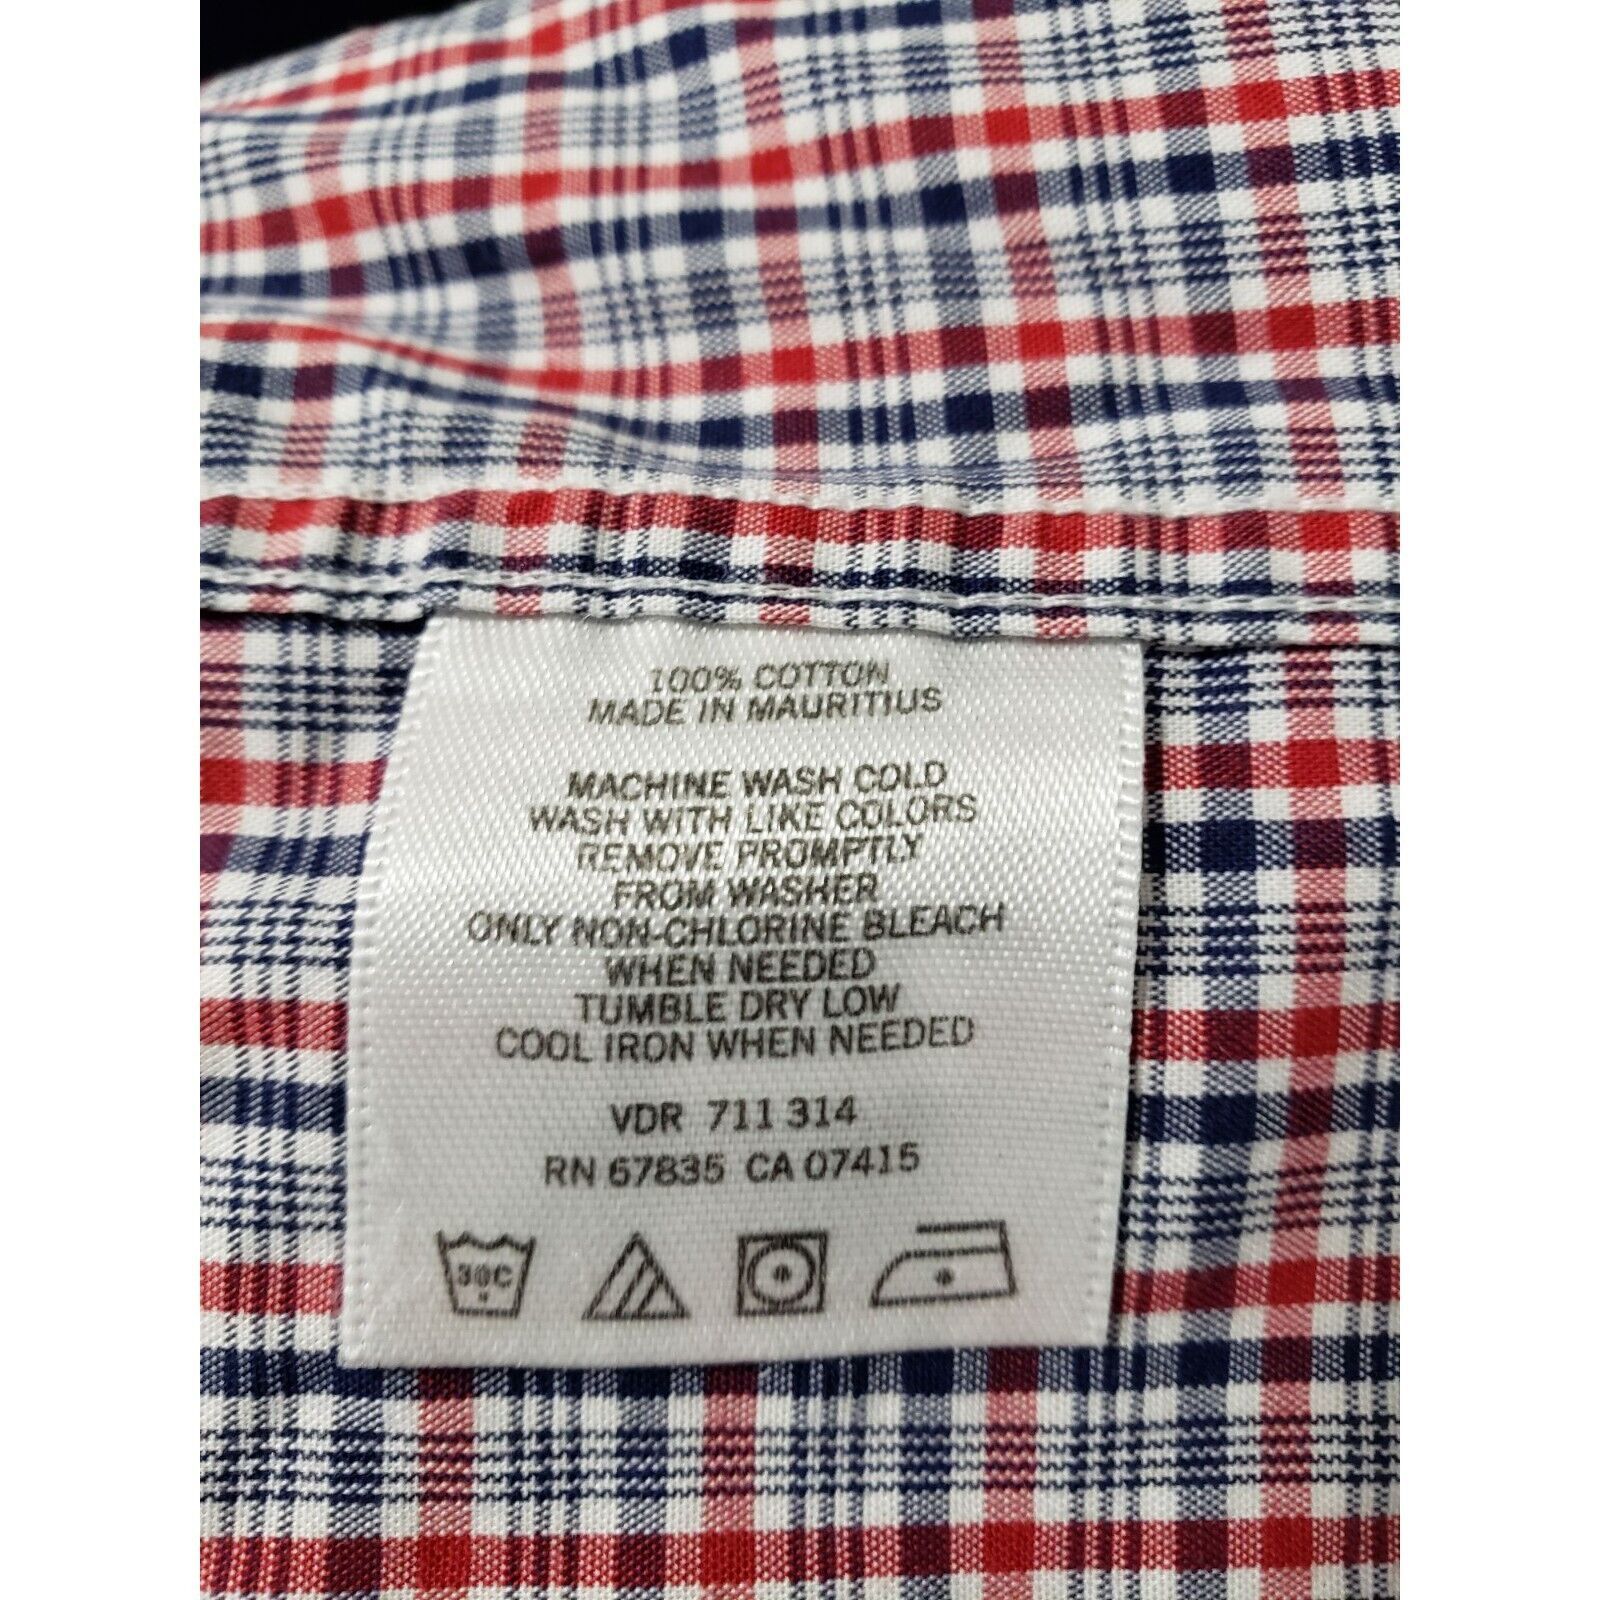 100% COTTON
MADE IN MAURITIUS
MACHINE WASH COLD
WASH WITH LIKE COLORS
REMOVE PROMPTLY
FROM WASHER
ONLY NON-CHLORINE BLEACH
WHEN NEEDED
TUMBLE DRY LOW
COOL IRON WHEN NEEDED
VDR 711 314
RN 67835 CA 07415
30C